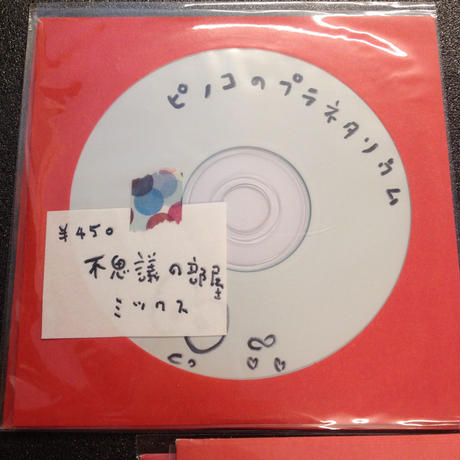 ピノコのプラネタリウム
¥450
不思議の部屋
ミックス